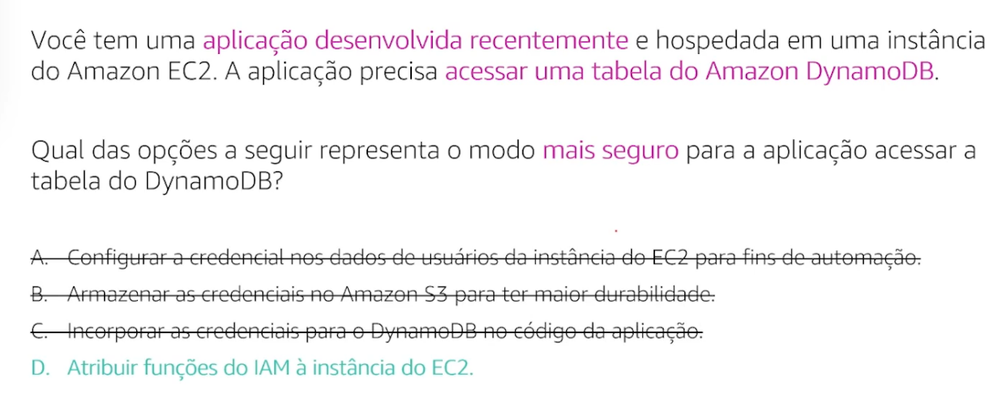 Você tem uma aplicação desenvolvida recentemente e hospedada em uma instância
do Amazon EC2. A aplicação precisa acessar uma tabela do Amazon DynamoDB.
Qual das opções a seguir representa o modo mais seguro para a aplicação acessar a
tabela do DynamoDB?
A. Configurar a credencial nos dados de usuários da instância do EC2 para fins de automação.
B. Armazenar as credenciais no Amazon S3 para ter maior durabilidade.
C. Incorporar as credenciais para o DynamoDB no código da aplicação.
D. Atribuir funções do IAM à instância do EC2.